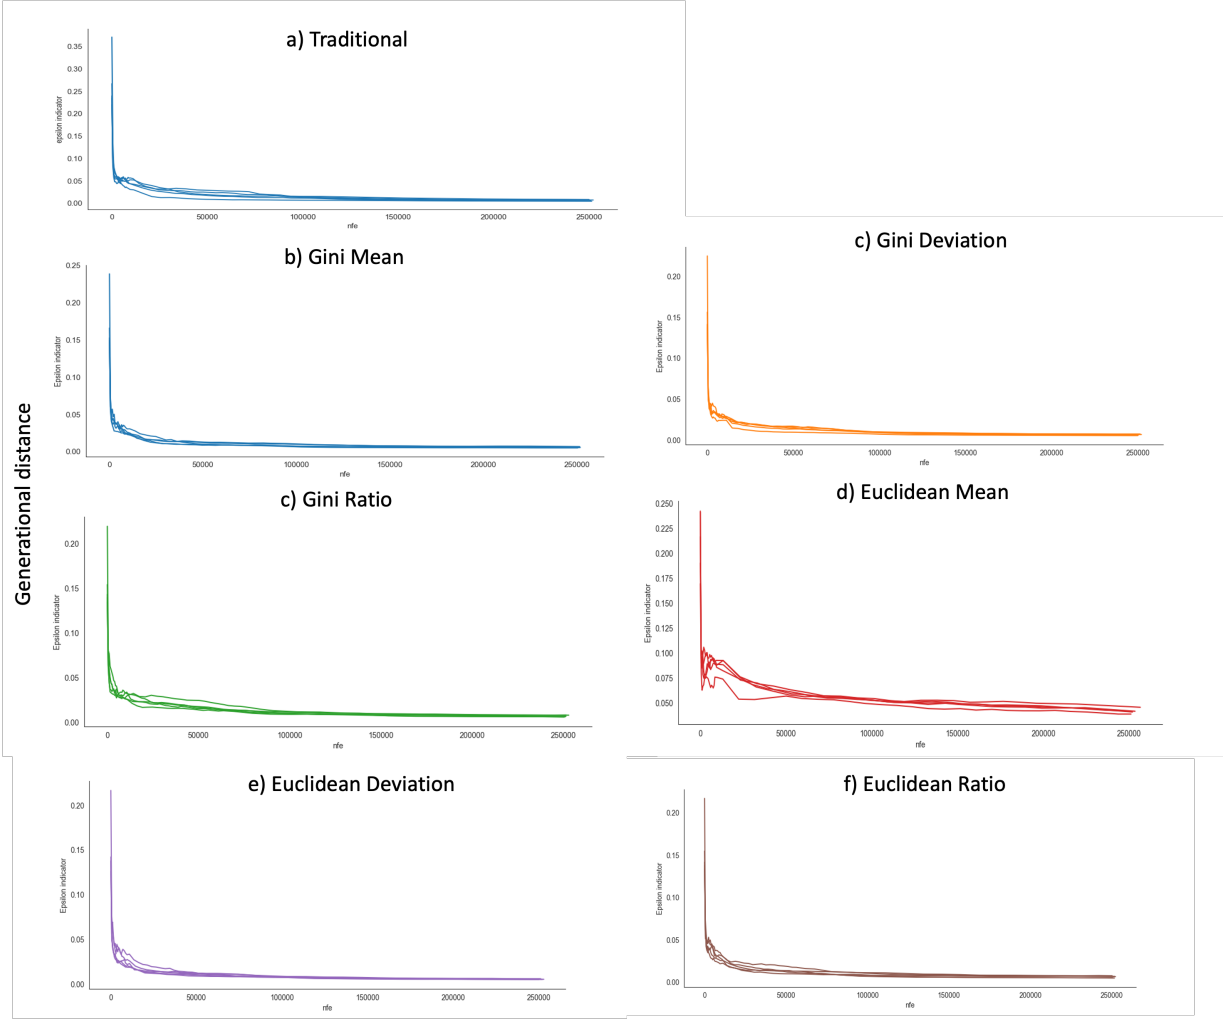 a) Traditional
0.35
0.30
0.25
0.20
0.15
0.10
0.05
0.00
epsilon indicator
0 50000 100000 150000 200000 250000
nfe
b) Gini Mean
0.25
0.20
0.15
0.10
0.05
0.00
Epsilon indicator
0 50000 100000 150000 200000 250000
nfe
c) Gini Deviation
0.20
0.15
0.10
0.05
0.00
Epsilon indicator
0 50000 100000 150000 200000 250000
nfe
Generational distance
c) Gini Ratio
0.20
0.15
0.10
0.05
0.00
Epsilon indicator
0 50000 100000 150000 200000 250000
nfe
d) Euclidean Mean
0.250
0.225
0.200
0.175
0.150
0.125
0.100
0.075
0.050
Epsilon indicator
0 50000 100000 150000 200000 250000
nfe
e) Euclidean Deviation
0.20
0.15
0.10
0.05
0.00
Epsilon indicator
0 50000 100000 150000 200000 250000
nfe
f) Euclidean Ratio
0.20
0.15
0.10
0.05
0.00
Epsilon indicator
0 50000 100000 150000 200000 250000
nfe